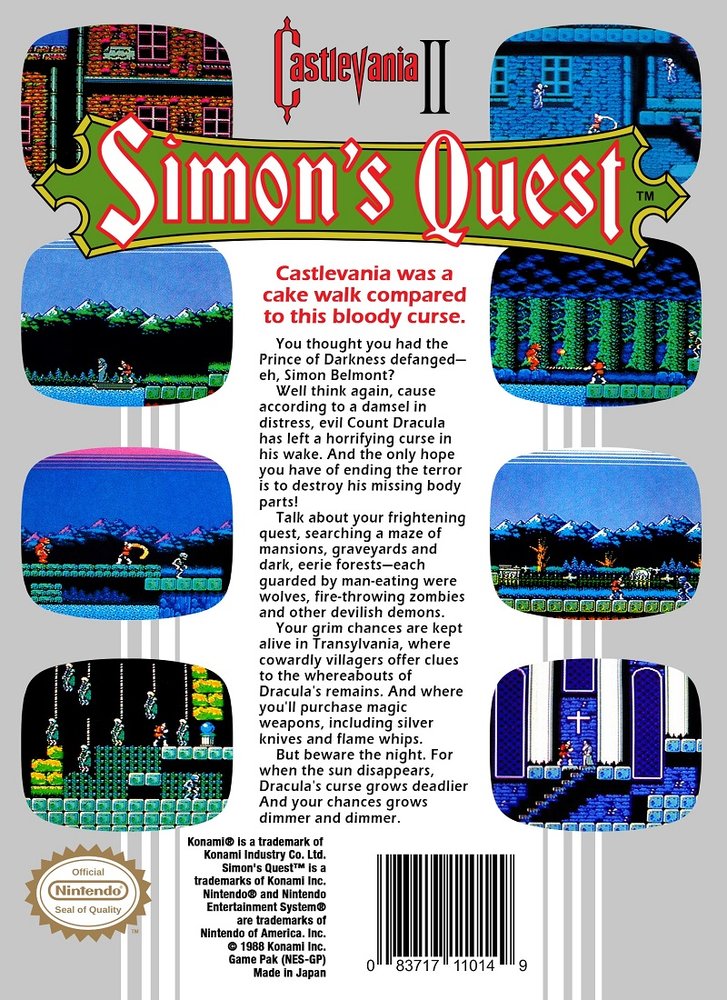 Castlevania II
Simon's Quest™
Castlevania was a
cake walk compared
to this bloody curse.
You thought you had the
Prince of Darkness defanged—
eh, Simon Belmont?
Well think again, cause
according to a damsel in
distress, evil Count Dracula
has left a horrifying curse in
his wake. And the only hope
you have of ending the terror
is to destroy his missing body
parts!
Talk about your frightening
quest, searching a maze of
mansions, graveyards and
dark, eerie forests—each
guarded by man-eating were
wolves, fire-throwing zombies
and other devilish demons.
Your grim chances are kept
alive in Transylvania, where
cowardly villagers offer clues
to the whereabouts of
Dracula's remains. And where
you'll purchase magic
weapons, including silver
knives and flame whips.
But beware the night. For
when the sun disappears,
Dracula's curse grows deadlier
And your chances grows
dimmer and dimmer.
Official
Nintendo®
Seal of Quality
™
Konami® is a trademark of
Konami Industry Co. Ltd.
Simon's Quest™ is a
trademarks of Konami Inc.
Nintendo® and Nintendo
Entertainment System®
are trademarks of
Nintendo of America. Inc.
© 1988 Konami Inc.
Game Pak (NES-GP)
Made in Japan
0 83717 11014 9